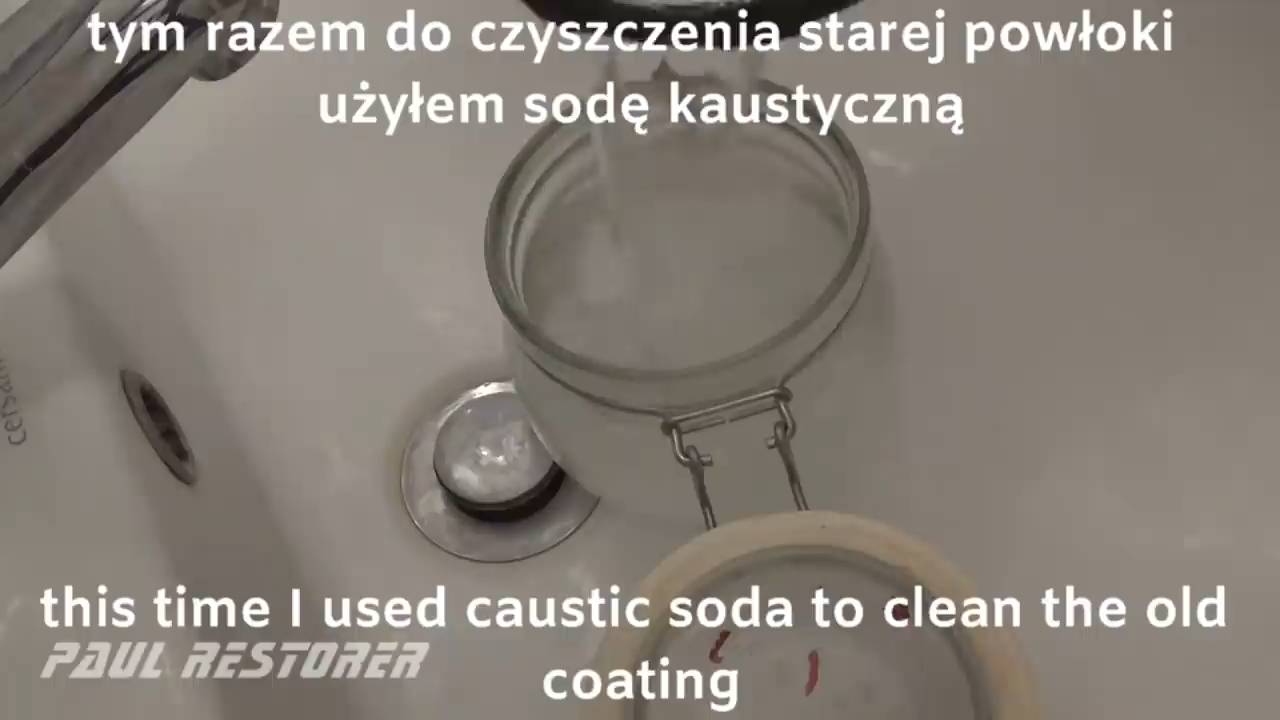 tym razem do czyszczenia starej powłoki
użyłem sodę kaustyczną
this time I used caustic soda to clean the old
PAUL RESTORER
coating